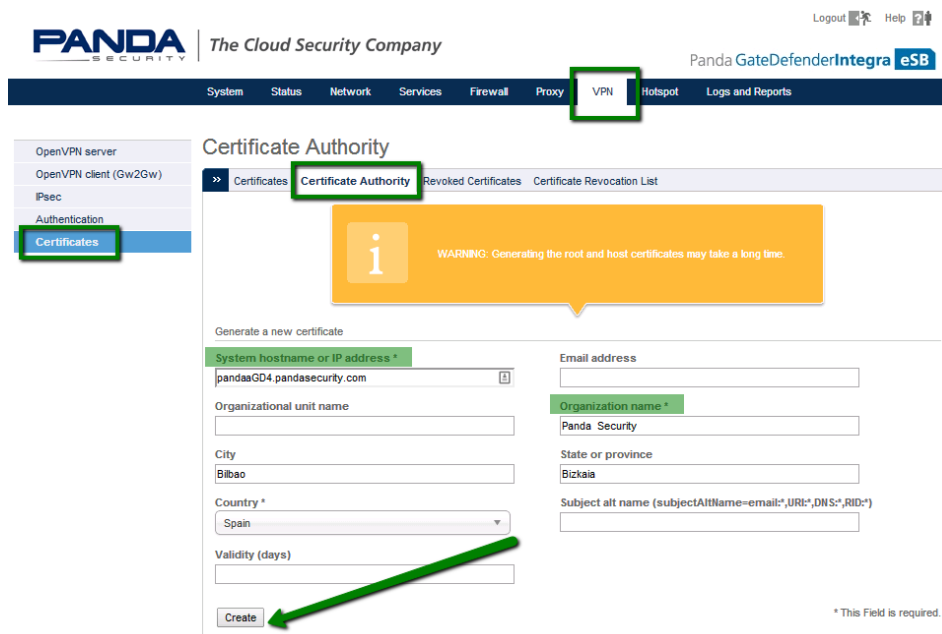 Logout Help
PANDA
SECURITY
The Cloud Security Company
Panda GateDefenderIntegra eSB
System Status Network Services Firewall Proxy VPN Hotspot Logs and Reports
OpenVPN server
OpenVPN client (Gw2Gw)
IPsec
Authentication
Certificates
Certificate Authority
» Certificates Certificate Authority Revoked Certificates Certificate Revocation List
i
WARNING: Generating the root and host certificates may take a long time.
Generate a new certificate
System hostname or IP address * Email address
pandaaGD4.pandasecurity.com
Organizational unit name Organization name *
Panda Security
City State or province
Bilbao Bizkaia
Country * Subject alt name (subjectAltName=email:*,URI:*,DNS:*,RID:*)
Spain
Validity (days)
Create
* This Field is required.